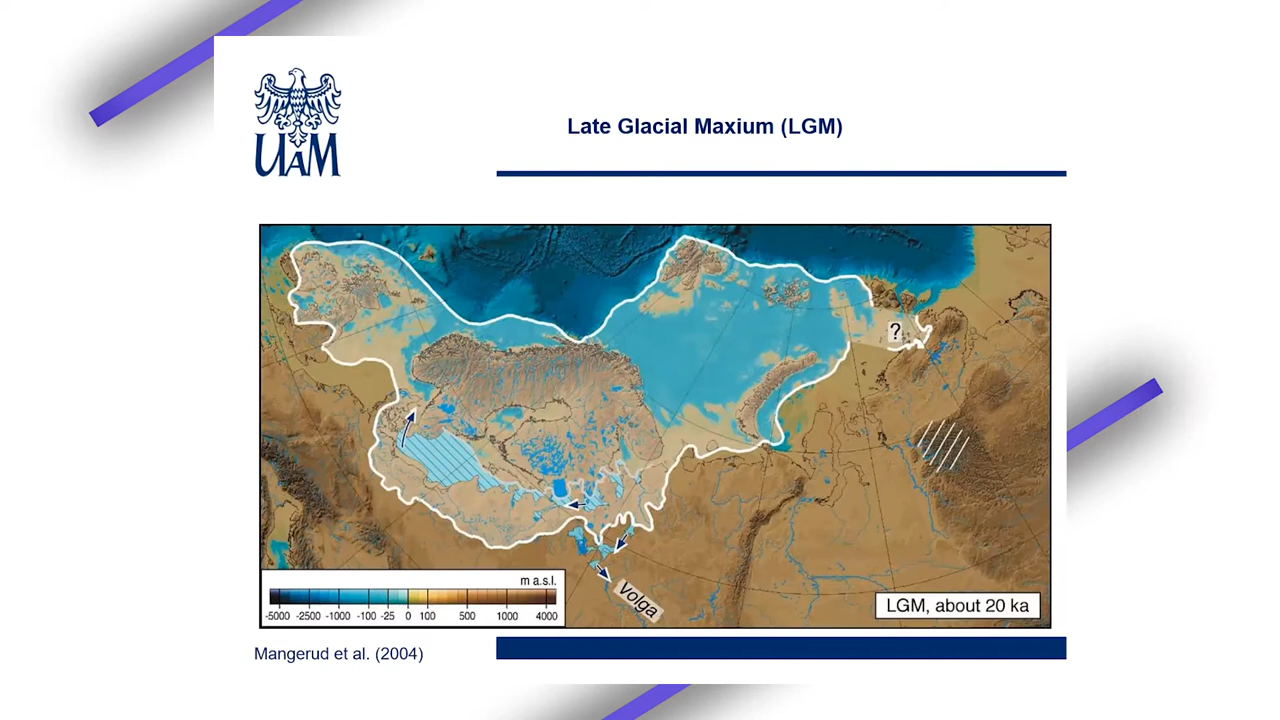 UAM
Late Glacial Maxium (LGM)
?
Volga
m a.s.l.
-5000 -2500 -1000 -100 -25 0 100 500 1000 4000
LGM, about 20 ka
Mangerud et al. (2004)